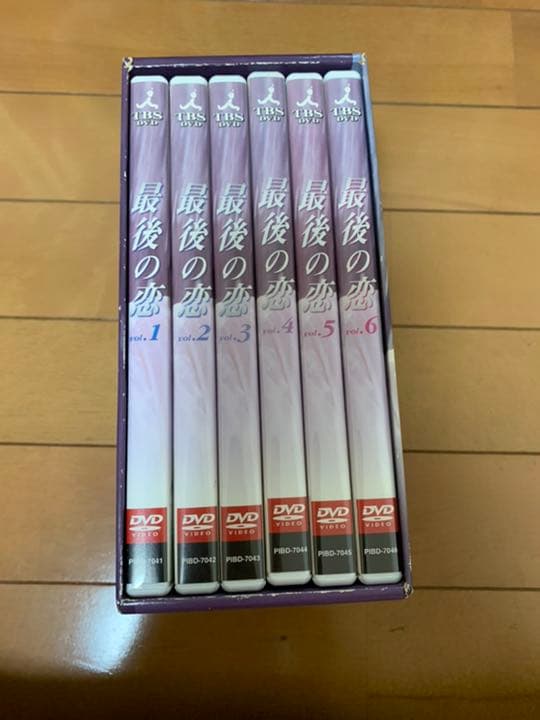 TBS
DVD
最後の恋
vol.1
DVD
VIDEO
PIBD-7041
TBS
DVD
最後の恋
vol.2
DVD
VIDEO
PIBD-7042
TBS
DVD
最後の恋
vol.3
DVD
VIDEO
PIBD-7043
TBS
DVD
最後の恋
vol.4
DVD
VIDEO
PIBD-7044
TBS
DVD
最後の恋
vol.5
DVD
VIDEO
PIBD-7045
TBS
DVD
最後の恋
vol.6
DVD
VIDEO
PIBD-7046